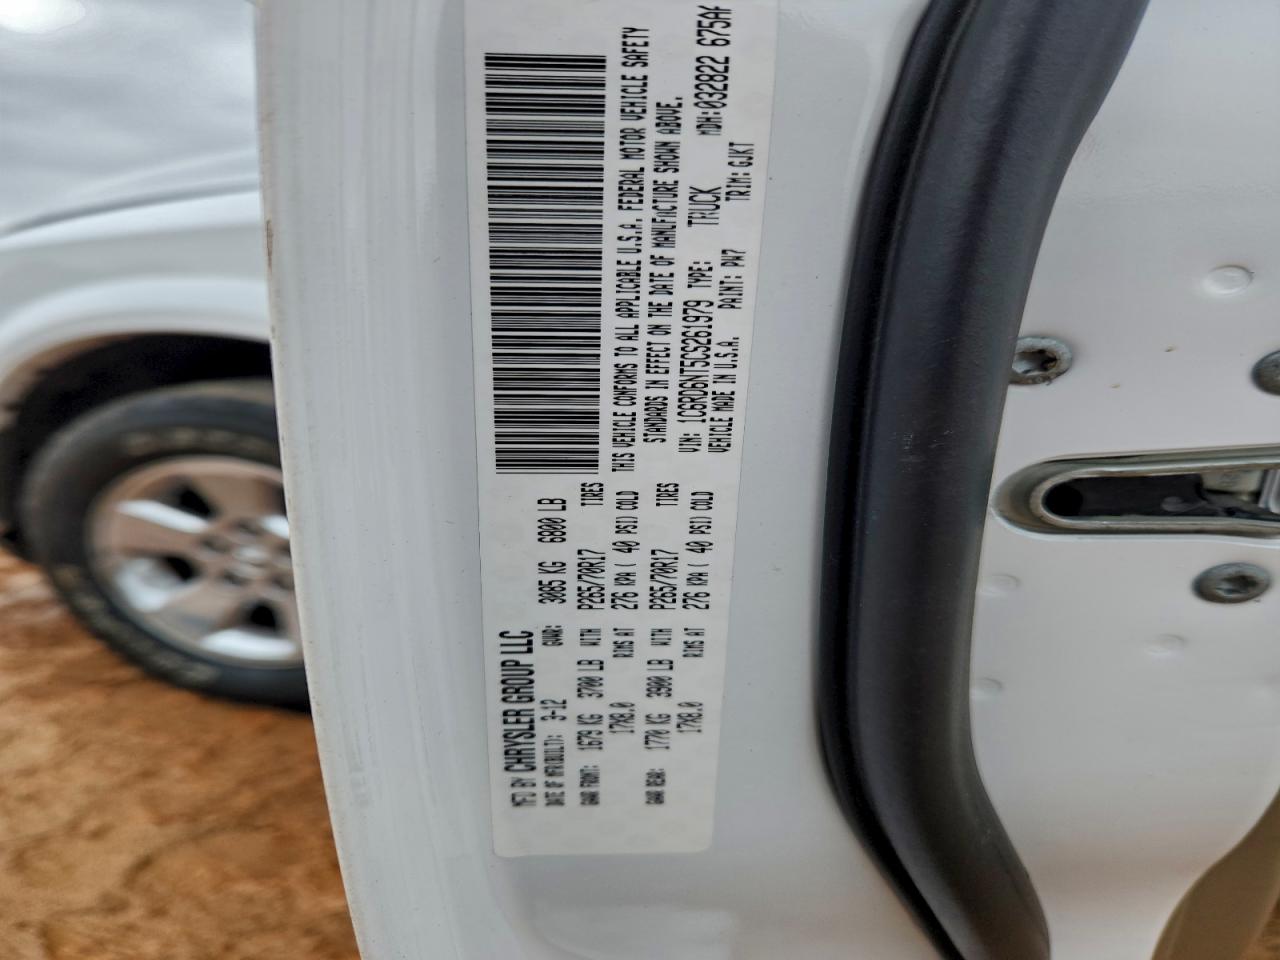 MFD BY CHRYSLER GROUP LLC
DATE OF MFR(BUILT): 3-12 GVWR: 3085 KG 6800 LB
GAWR FRONT: 1679 KG 3700 LB WITH P265/70R17 TIRES
17X8.0 RIMS AT 276 KPA( 40 PSI) COLD
GAWR REAR: 1770 KG 3900 LB WITH P265/70R17 TIRES
17X8.0 RIMS AT 276 KPA( 40 PSI) COLD
THIS VEHICLE CONFORMS TO ALL APPLICABLE U.S.A. FEDERAL MOTOR VEHICLE SAFETY
STANDARDS IN EFFECT ON THE DATE OF MANUFACTURE SHOWN ABOVE.
VIN: 1C6RD6NT5CS261979 TYPE: TRUCK MDH:032822 675AF
VEHICLE MADE IN U.S.A. PAINT: PW7 TRIM: GJKT